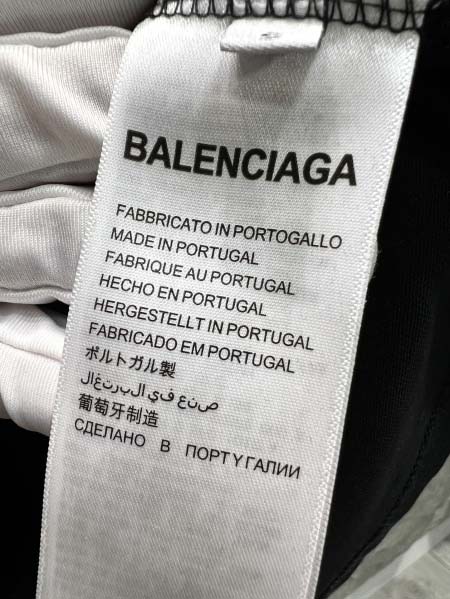 BALENCIAGA
FABBRICATO IN PORTOGALLO
MADE IN PORTUGAL
FABRIQUE AU PORTUGAL
HECHO EN PORTUGAL
HERGESTELLT IN PORTUGAL
FABRICADO EM PORTUGAL
ポルトガル製
صنع في البرتغال
葡萄牙制造
СДЕЛАНО В ПОРТУГАЛИИ